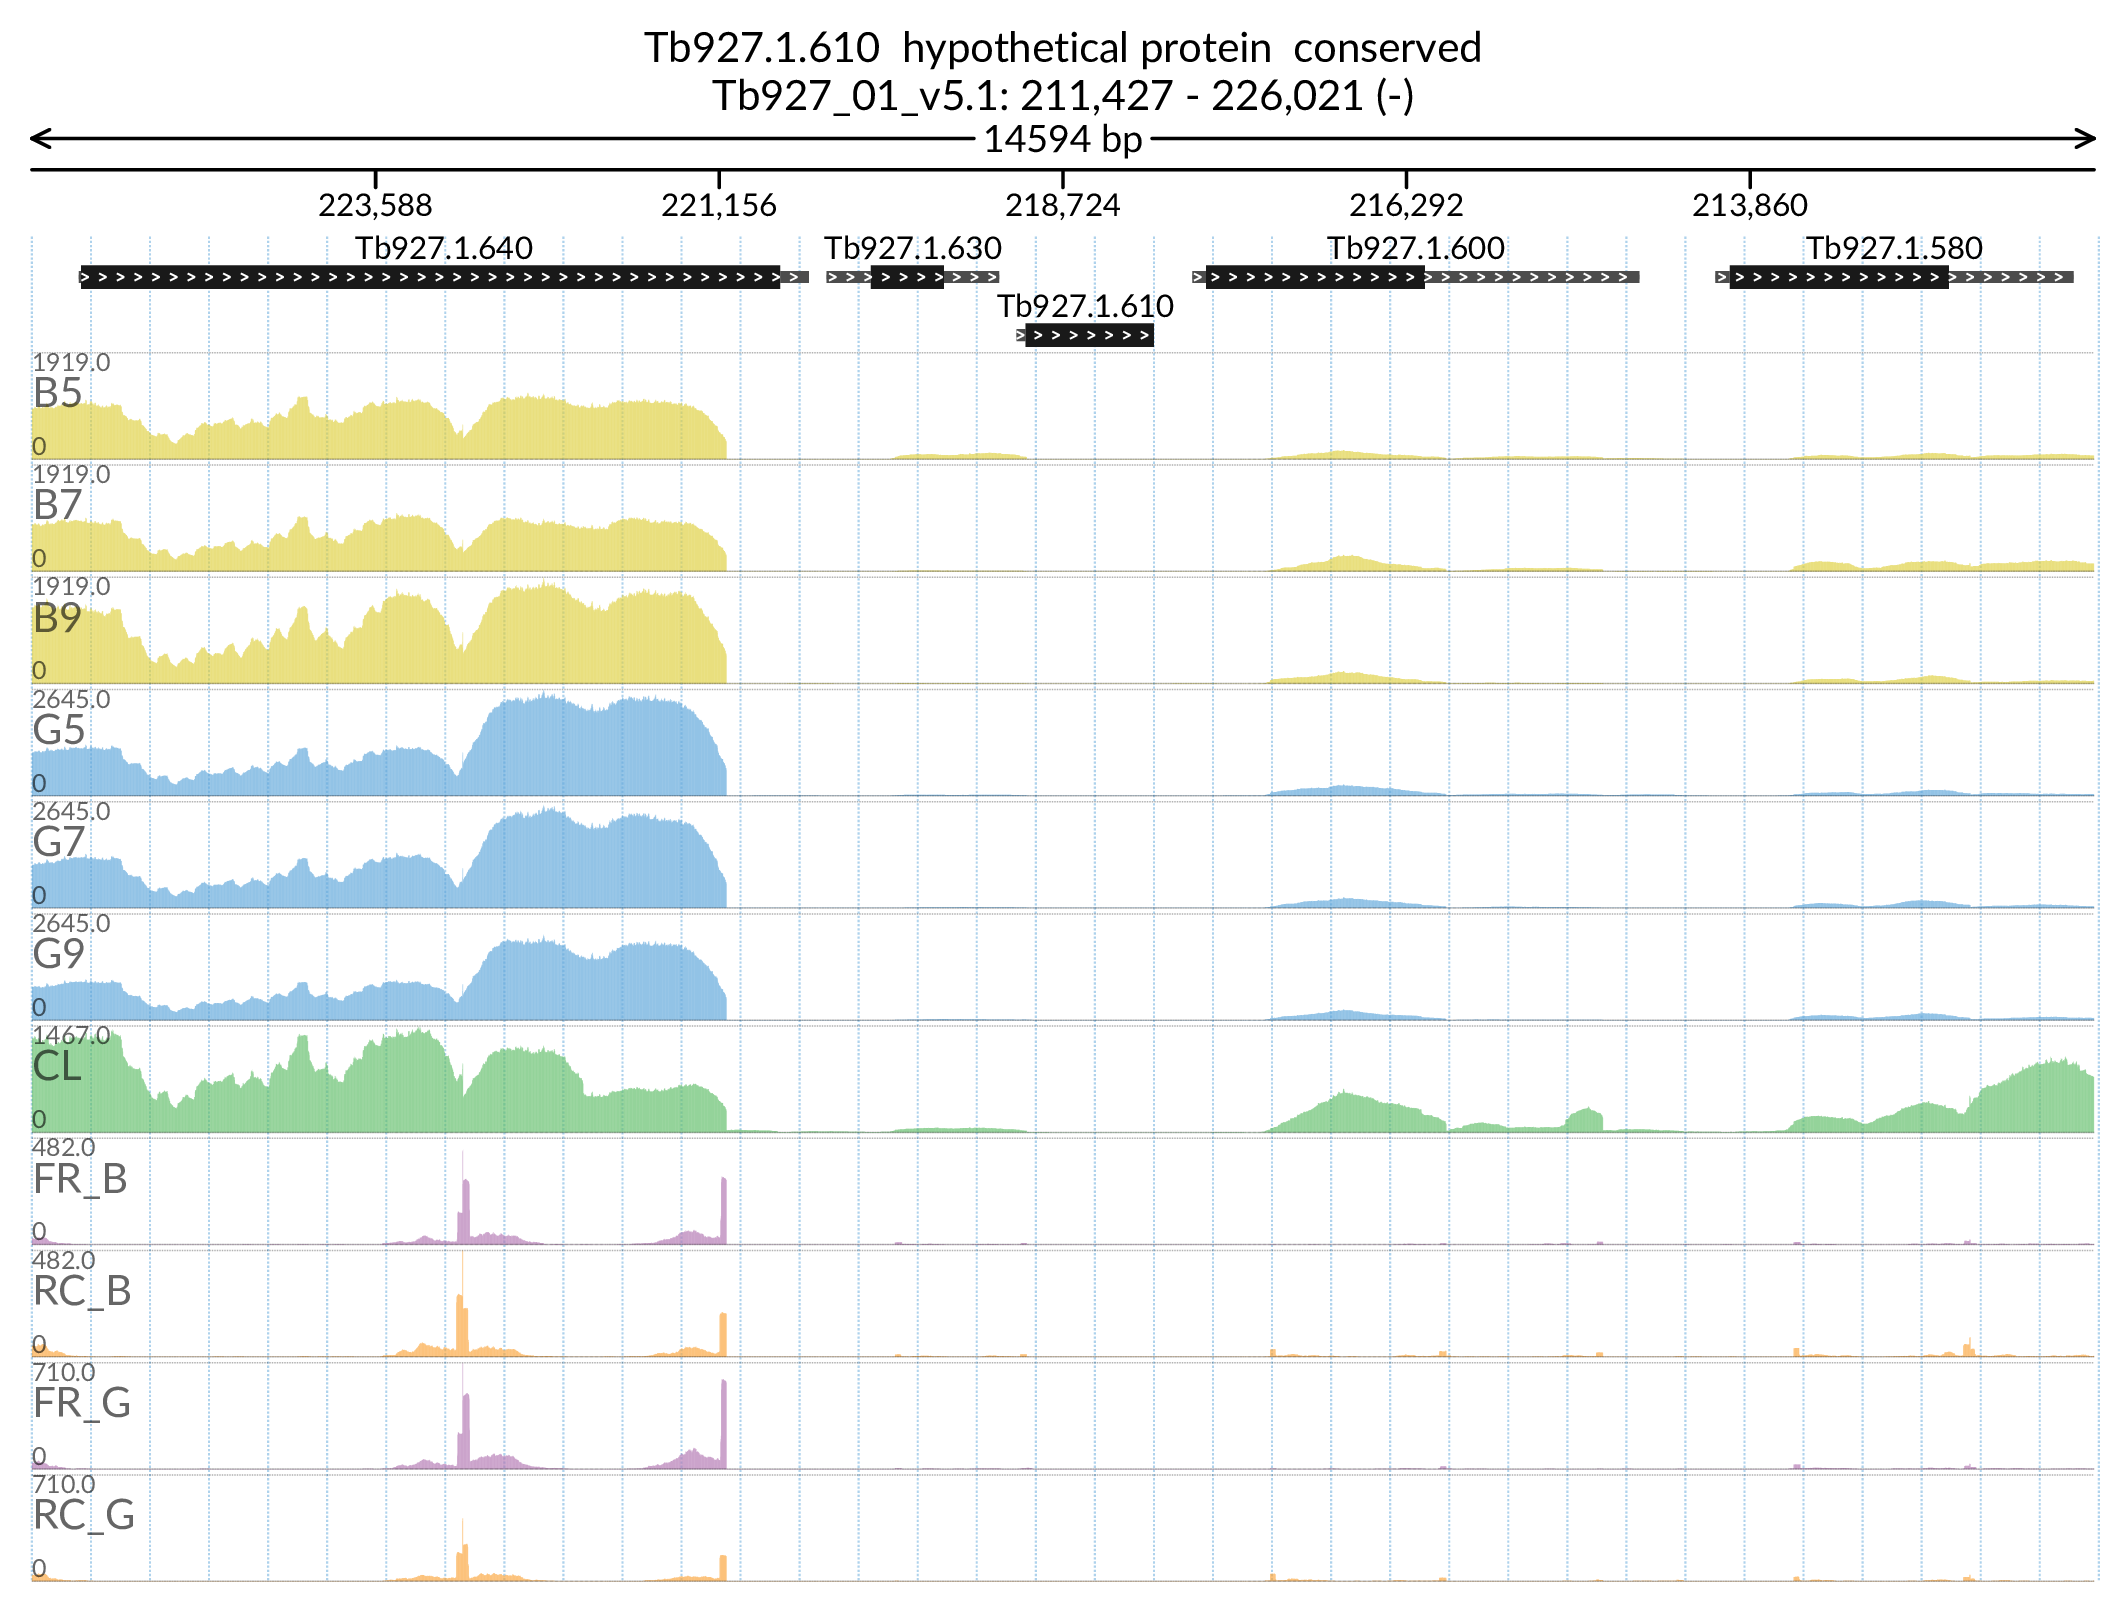 Tb927.1.610 hypothetical protein conserved
Tb927_01_v5.1: 211,427 - 226,021 (-)
14594 bp
223,588 221,156 218,724 216,292 213,860
Tb927.1.640 Tb927.1.630 Tb927.1.600 Tb927.1.580
Tb927.1.610
1919.0
B5
0
1919.0
B7
0
1919.0
B9
0
2645.0
G5
0
2645.0
G7
0
2645.0
G9
0
1467.0
CL
0
482.0
FR_B
0
482.0
RC_B
0
710.0
FR_G
0
710.0
RC_G
0